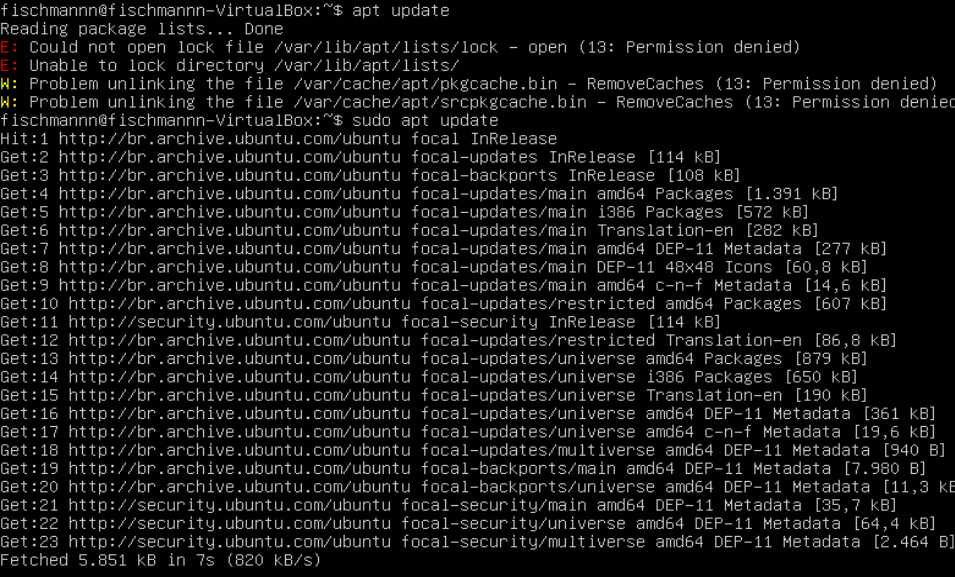 fischmannn@fischmannn-VirtualBox:~$ apt update
Reading package lists... Done
E: Could not open lock file /var/lib/apt/lists/lock - open (13: Permission denied)
E: Unable to lock directory /var/lib/apt/lists/
W: Problem unlinking the file /var/cache/apt/pkgcache.bin - RemoveCaches (13: Permission denied)
W: Problem unlinking the file /var/cache/apt/srcpkgcache.bin - RemoveCaches (13: Permission denied
fischmannn@fischmannn-VirtualBox:~$ sudo apt update
Hit:1 http://br.archive.ubuntu.com/ubuntu focal InRelease
Get:2 http://br.archive.ubuntu.com/ubuntu focal-updates InRelease [114 kB]
Get:3 http://br.archive.ubuntu.com/ubuntu focal-backports InRelease [108 kB]
Get:4 http://br.archive.ubuntu.com/ubuntu focal-updates/main amd64 Packages [1.391 kB]
Get:5 http://br.archive.ubuntu.com/ubuntu focal-updates/main i386 Packages [572 kB]
Get:6 http://br.archive.ubuntu.com/ubuntu focal-updates/main Translation-en [282 kB]
Get:7 http://br.archive.ubuntu.com/ubuntu focal-updates/main amd64 DEP-11 Metadata [277 kB]
Get:8 http://br.archive.ubuntu.com/ubuntu focal-updates/main DEP-11 48x48 Icons [60,8 kB]
Get:9 http://br.archive.ubuntu.com/ubuntu focal-updates/main amd64 c-n-f Metadata [14,6 kB]
Get:10 http://br.archive.ubuntu.com/ubuntu focal-updates/restricted amd64 Packages [607 kB]
Get:11 http://security.ubuntu.com/ubuntu focal-security InRelease [114 kB]
Get:12 http://br.archive.ubuntu.com/ubuntu focal-updates/restricted Translation-en [86,8 kB]
Get:13 http://br.archive.ubuntu.com/ubuntu focal-updates/universe amd64 Packages [879 kB]
Get:14 http://br.archive.ubuntu.com/ubuntu focal-updates/universe i386 Packages [650 kB]
Get:15 http://br.archive.ubuntu.com/ubuntu focal-updates/universe Translation-en [190 kB]
Get:16 http://br.archive.ubuntu.com/ubuntu focal-updates/universe amd64 DEP-11 Metadata [361 kB]
Get:17 http://br.archive.ubuntu.com/ubuntu focal-updates/universe amd64 c-n-f Metadata [19,6 kB]
Get:18 http://br.archive.ubuntu.com/ubuntu focal-updates/multiverse amd64 DEP-11 Metadata [940 B]
Get:19 http://br.archive.ubuntu.com/ubuntu focal-backports/main amd64 DEP-11 Metadata [7.980 B]
Get:20 http://br.archive.ubuntu.com/ubuntu focal-backports/universe amd64 DEP-11 Metadata [11,3 kB
Get:21 http://security.ubuntu.com/ubuntu focal-security/main amd64 DEP-11 Metadata [35,7 kB]
Get:22 http://security.ubuntu.com/ubuntu focal-security/universe amd64 DEP-11 Metadata [64,4 kB]
Get:23 http://security.ubuntu.com/ubuntu focal-security/multiverse amd64 DEP-11 Metadata [2.464 B]
Fetched 5.851 kB in 7s (820 kB/s)